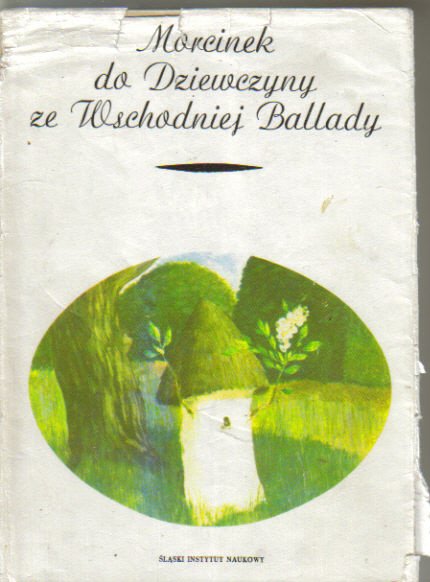 Morcinek
do Dziewczyny
ze Wschodniej Ballady
ŚLĄSKI INSTYTUT NAUKOWY